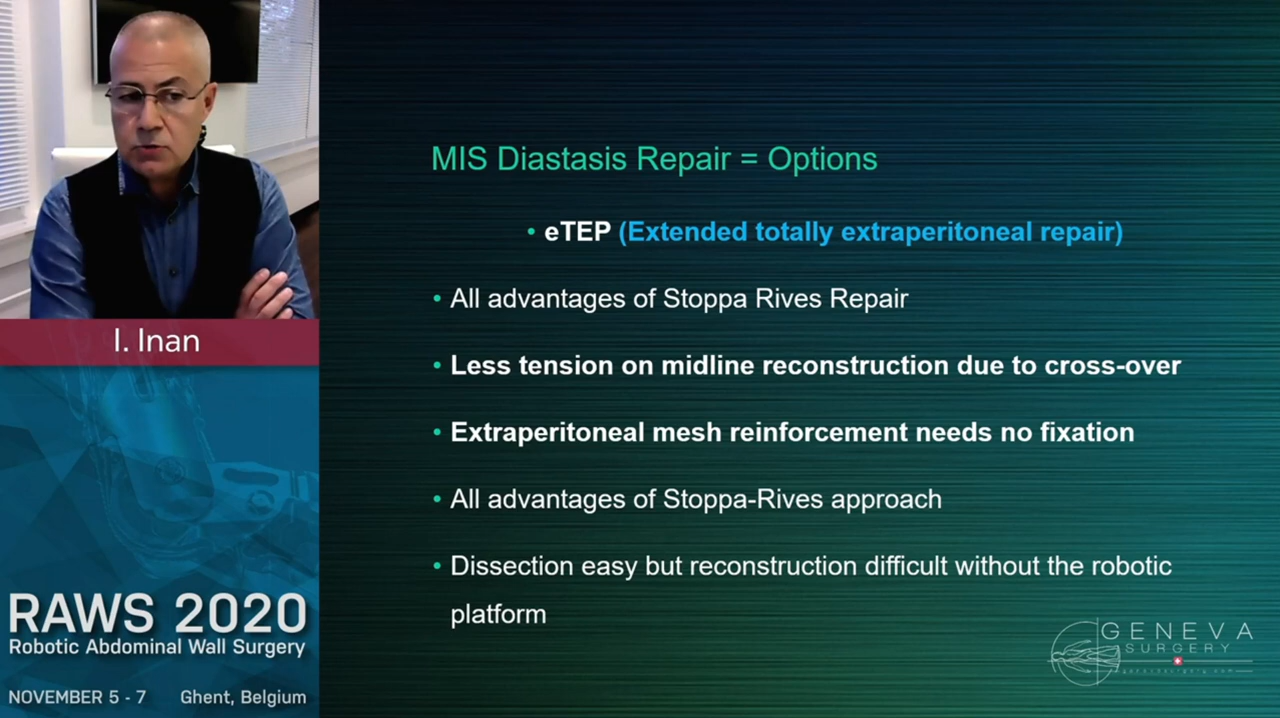 I. Inan
RAWS 2020
Robotic Abdominal Wall Surgery
NOVEMBER 5 - 7 Ghent, Belgium
MIS Diastasis Repair = Options
• eTEP (Extended totally extraperitoneal repair)
• All advantages of Stoppa Rives Repair
• Less tension on midline reconstruction due to cross-over
• Extraperitoneal mesh reinforcement needs no fixation
• All advantages of Stoppa-Rives approach
• Dissection easy but reconstruction difficult without the robotic
platform
GENEVA
SURGERY